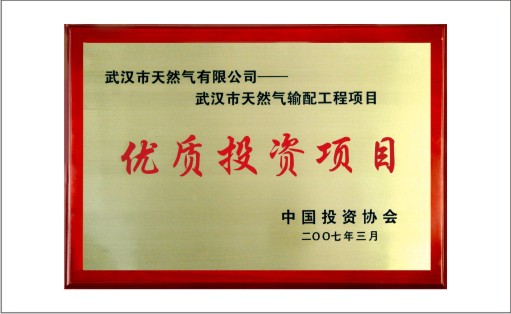 武汉市天然气有限公司——
武汉市天然气输配工程项目
优质投资项目
中国投资协会
二〇〇七年三月